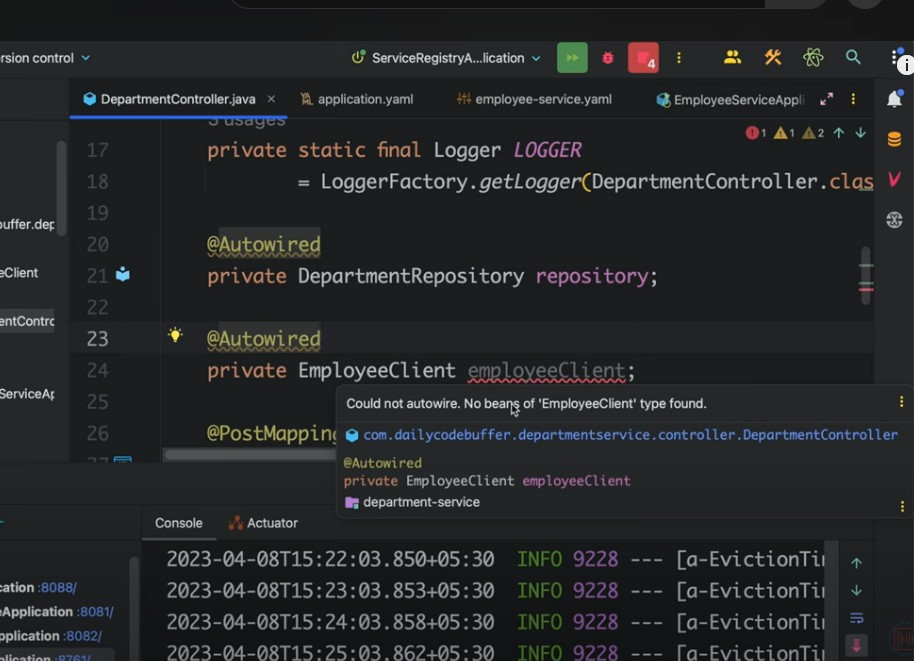 rsion control
ServiceRegistryA...lication
4
DepartmentController.java
application.yaml
employee-service.yaml
EmployeeServiceAppli
3 usages
1 1 2
17 private static final Logger LOGGER
18 = LoggerFactory.getLogger(DepartmentController.clas
19
20 @Autowired
21 private DepartmentRepository repository;
22
23 @Autowired
24 private EmployeeClient employeeClient;
25
26 @PostMapping
27
uffer.dep
eClient
entContro
ServiceAp
Could not autowire. No beans of 'EmployeeClient' type found.
com.dailycodebuffer.departmentservice.controller.DepartmentController
@Autowired
private EmployeeClient employeeClient
department-service
Console
Actuator
cation :8088/
eApplication :8081/
pplication :8082/
plication :8761/
2023-04-08T15:22:03.850+05:30 INFO 9228 --- [a-EvictionTi
2023-04-08T15:23:03.853+05:30 INFO 9228 --- [a-EvictionTi
2023-04-08T15:24:03.858+05:30 INFO 9228 --- [a-EvictionTi
2023-04-08T15:25:03.862+05:30 INFO 9228 --- [a-EvictionTi